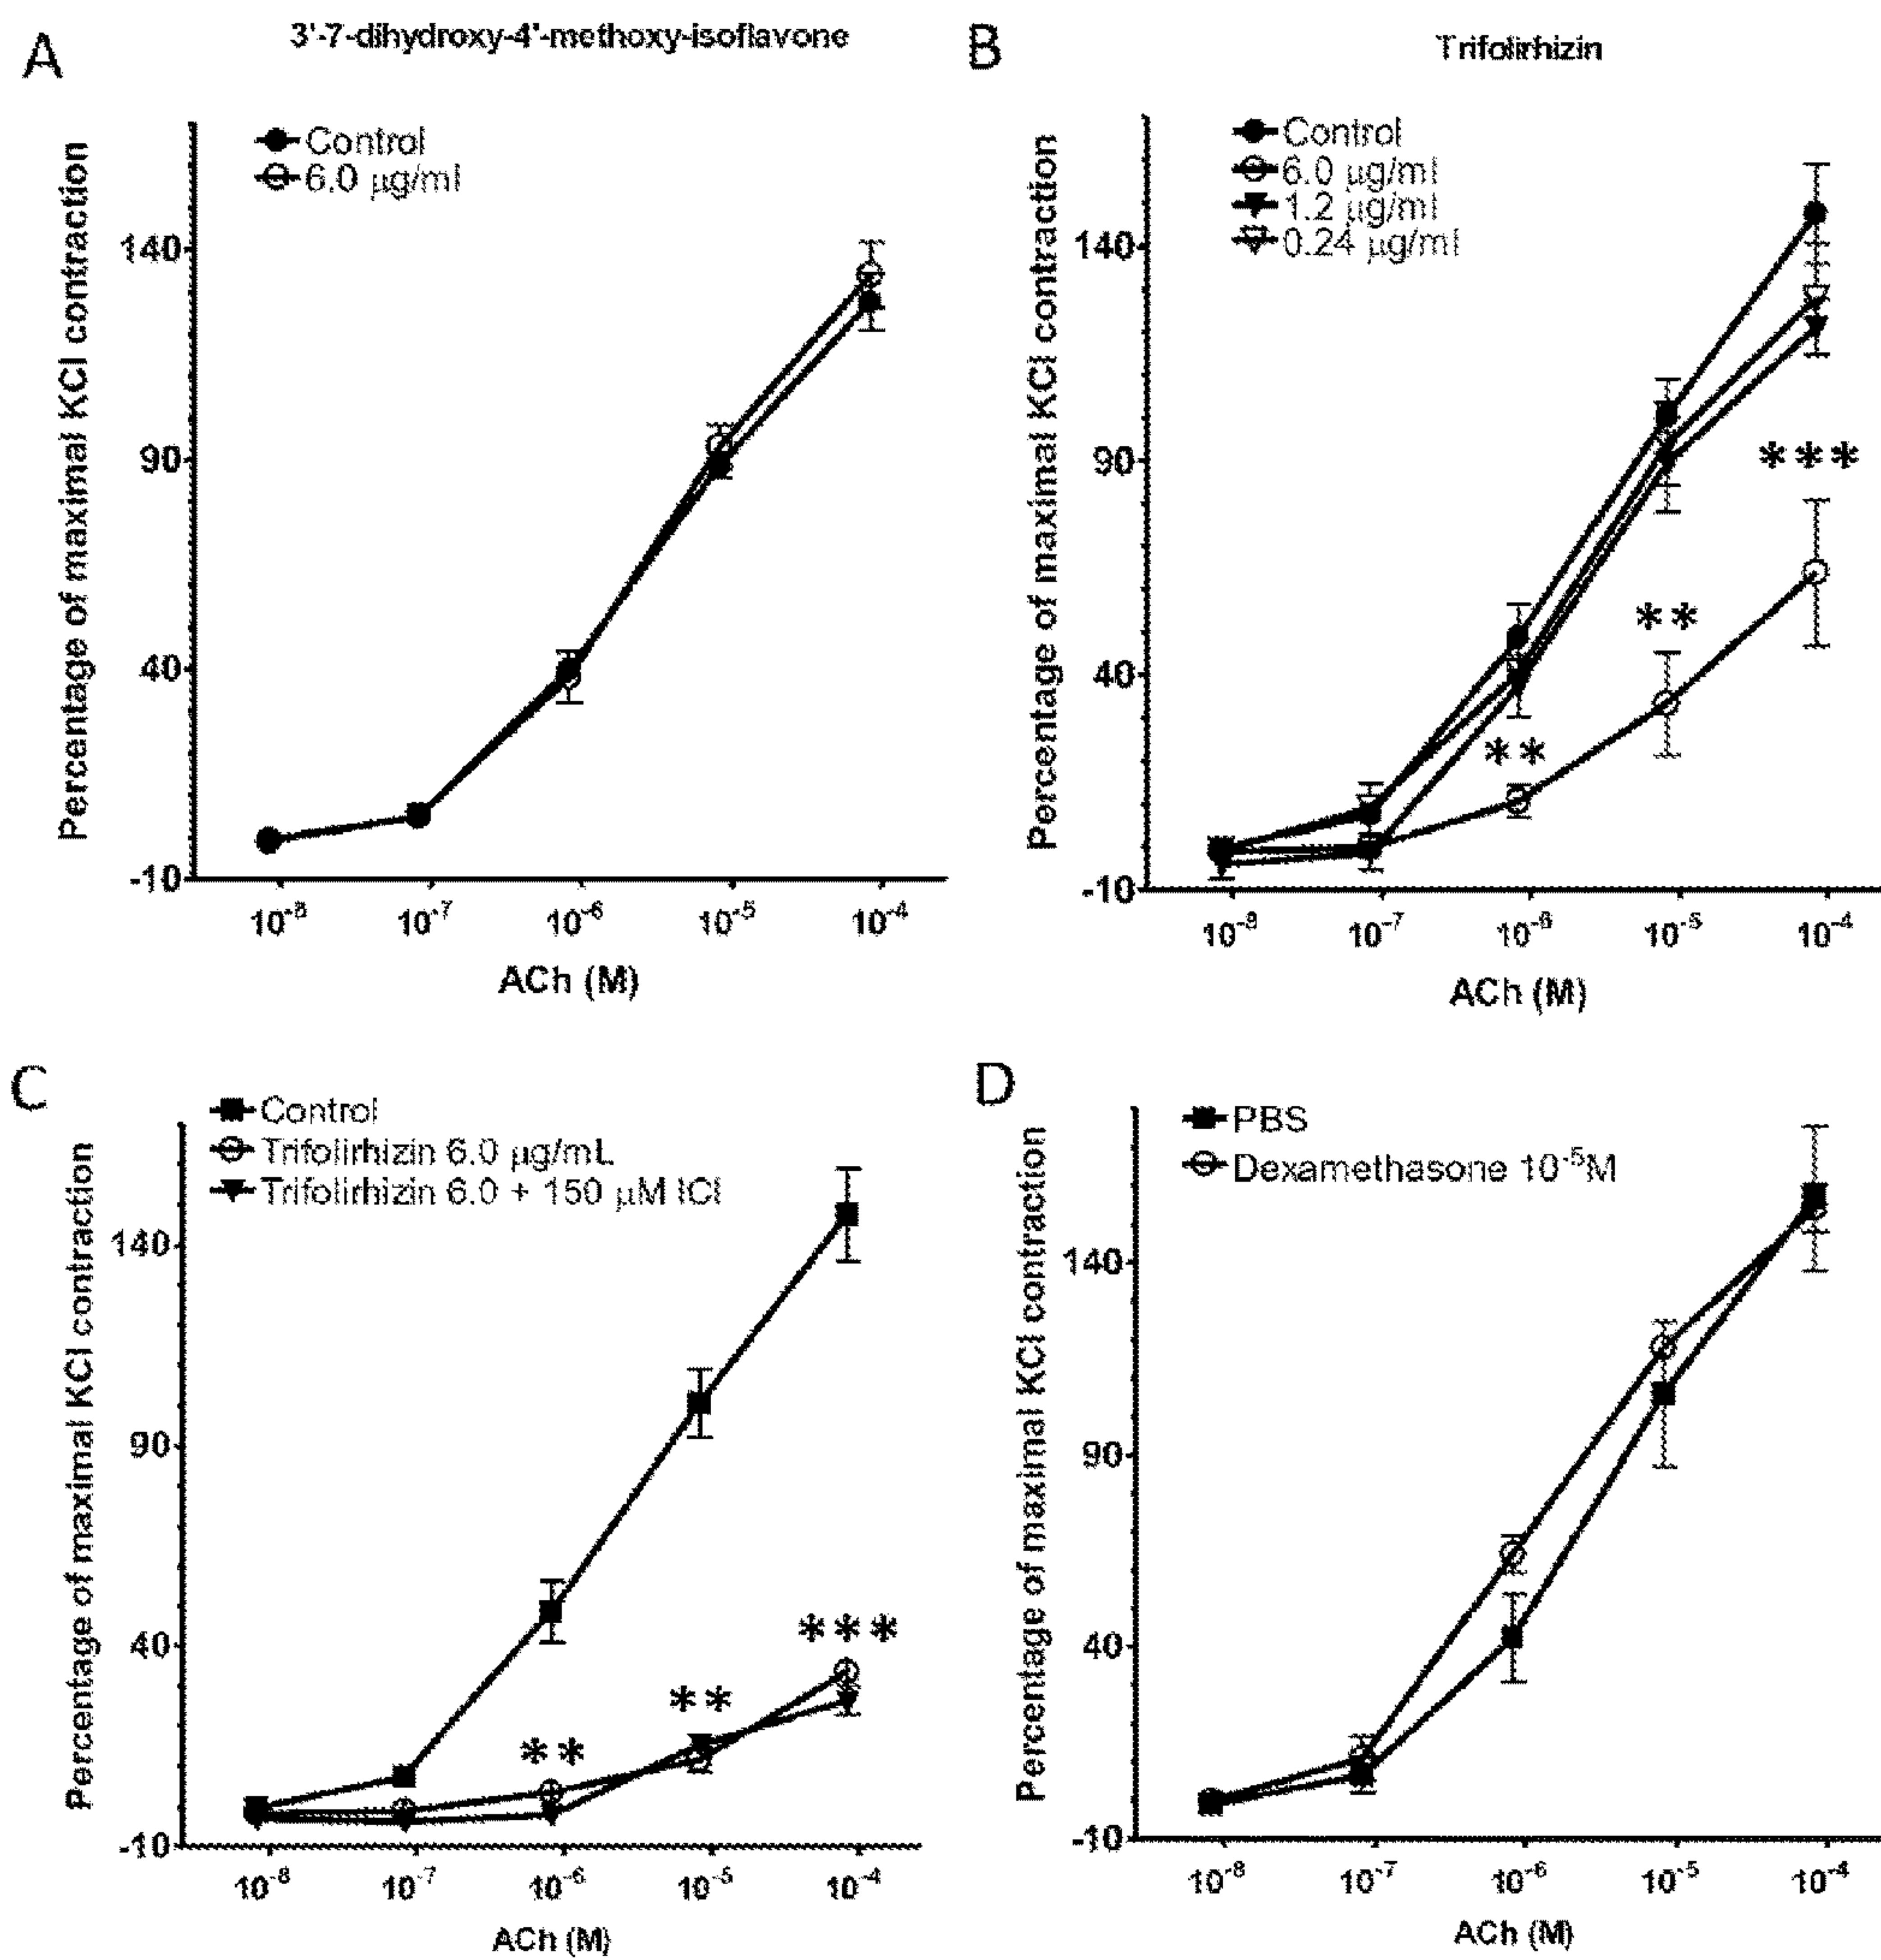 A
3'-7-dihydroxy-4'-methoxy-isoflavone
Control
6.0 µg/ml
Percentage of maximal KCl contraction
140
90
40
-10
10⁻⁸ 10⁻⁷ 10⁻⁶ 10⁻⁵ 10⁻⁴
ACh (M)
B
Trifolirhizin
Control
6.0 µg/ml
1.2 µg/ml
0.24 µg/ml
Percentage of maximal KCl contraction
140
90
40
-10
***
**
**
10⁻⁸ 10⁻⁷ 10⁻⁶ 10⁻⁵ 10⁻⁴
ACh (M)
C
Control
Trifolirhizin 6.0 µg/mL
Trifolirhizin 6.0 + 150 µM ICI
Percentage of maximal KCl contraction
140
90
40
-10
***
**
**
10⁻⁸ 10⁻⁷ 10⁻⁶ 10⁻⁵ 10⁻⁴
ACh (M)
D
PBS
Dexamethasone 10⁻⁵M
Percentage of maximal KCl contraction
140
90
40
-10
10⁻⁸ 10⁻⁷ 10⁻⁶ 10⁻⁵ 10⁻⁴
ACh (M)